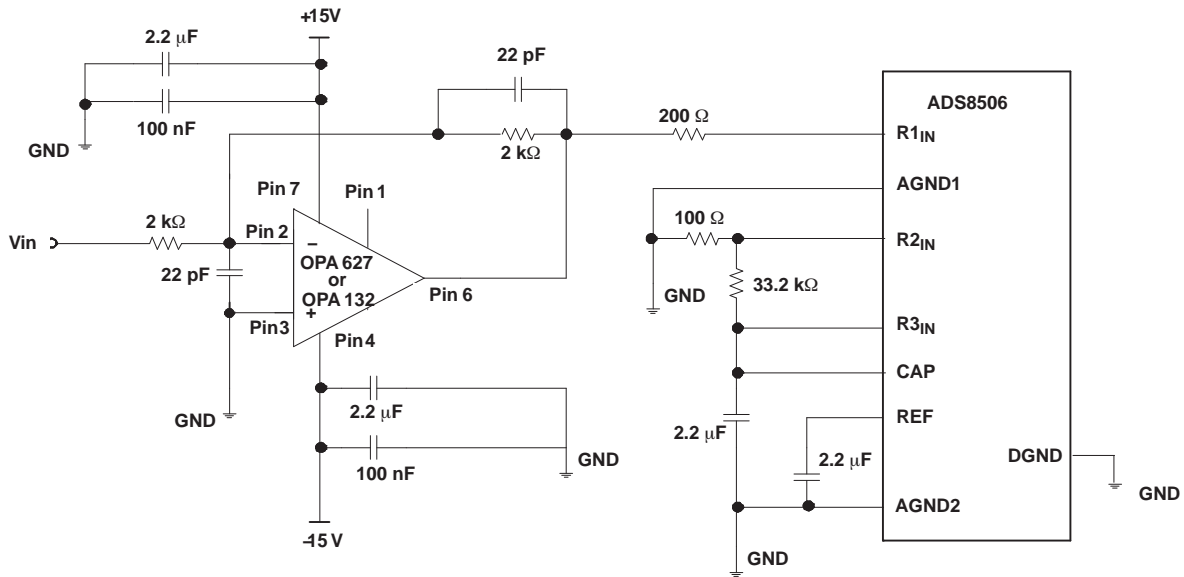 +15V
2.2 μF
22 pF
ADS8506
100 nF
200 Ω
R1IN
GND
2 kΩ
Pin 7
Pin 1
AGND1
2 kΩ
100 Ω
Vin
Pin 2
−
R2IN
OPA 627
22 pF
or
GND
33.2 kΩ
OPA 132
Pin 6
Pin3
+
R3IN
Pin4
CAP
GND
2.2 μF
REF
2.2 μF
2.2 μF
100 nF
GND
DGND
GND
AGND2
−15 V
GND